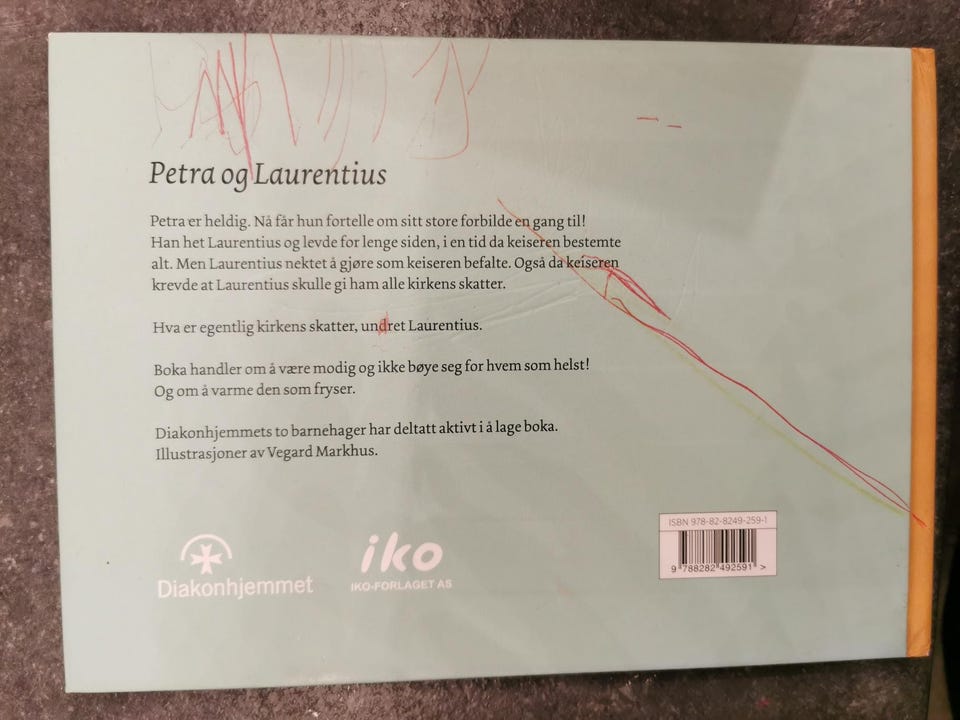 Petra og Laurentius
Petra er heldig. Nå får hun fortelle om sitt store forbilde en gang til!
Han het Laurentius og levde for lenge siden, i en tid da keiseren bestemte
alt. Men Laurentius nektet å gjøre som keiseren befalte. Også da keiseren
krevde at Laurentius skulle gi ham alle kirkens skatter.
Hva er egentlig kirkens skatter, undret Laurentius.
Boka handler om å være modig og ikke bøye seg for hvem som helst!
Og om å varme den som fryser.
Diakonhjemmets to barnehager har deltatt aktivt i å lage boka.
Illustrasjoner av Vegard Markhus.
Diakonhjemmet
iko
IKO-FORLAGET AS
ISBN 978-82-8249-259-1
9 788282 492591 >